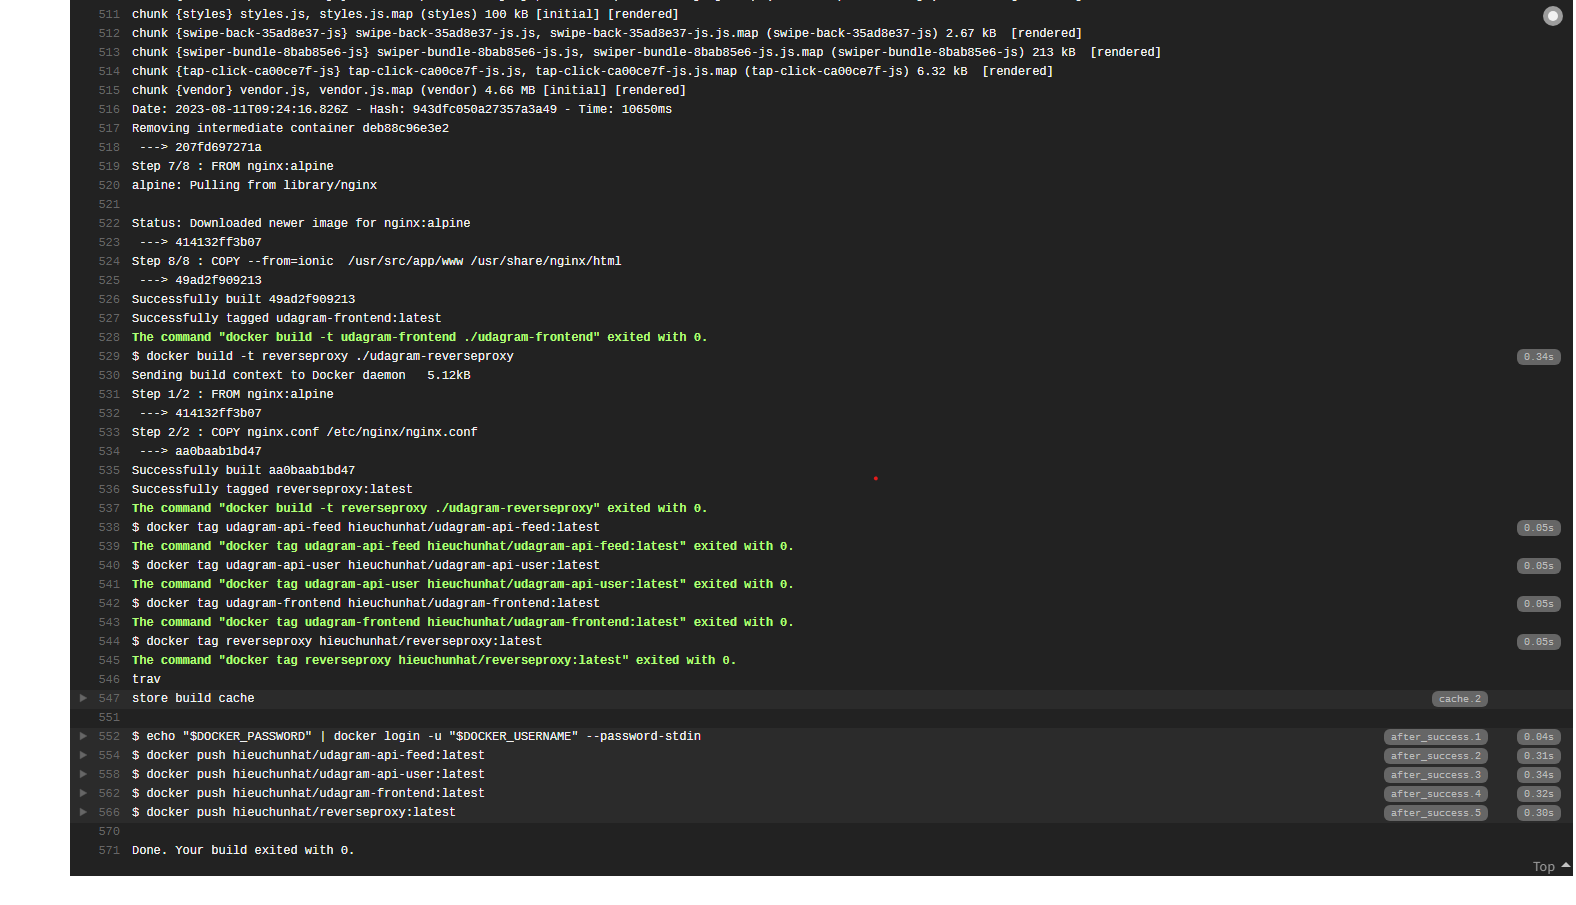 511 chunk {styles} styles.js, styles.js.map (styles) 100 kB [initial] [rendered]
512 chunk {swipe-back-35ad8e37-js} swipe-back-35ad8e37-js.js, swipe-back-35ad8e37-js.js.map (swipe-back-35ad8e37-js) 2.67 kB  [rendered]
513 chunk {swiper-bundle-8bab85e6-js} swiper-bundle-8bab85e6-js.js, swiper-bundle-8bab85e6-js.js.map (swiper-bundle-8bab85e6-js) 213 kB  [rendered]
514 chunk {tap-click-ca00ce7f-js} tap-click-ca00ce7f-js.js, tap-click-ca00ce7f-js.js.map (tap-click-ca00ce7f-js) 6.32 kB  [rendered]
515 chunk {vendor} vendor.js, vendor.js.map (vendor) 4.66 MB [initial] [rendered]
516 Date: 2023-08-11T09:24:16.826Z - Hash: 943dfc050a27357a3a49 - Time: 10650ms
517 Removing intermediate container deb88c96e3e2
518  ---> 207fd697271a
519 Step 7/8 : FROM nginx:alpine
520 alpine: Pulling from library/nginx
521
522 Status: Downloaded newer image for nginx:alpine
523  ---> 414132ff3b07
524 Step 8/8 : COPY --from=ionic  /usr/src/app/www /usr/share/nginx/html
525  ---> 49ad2f909213
526 Successfully built 49ad2f909213
527 Successfully tagged udagram-frontend:latest
528 The command "docker build -t udagram-frontend ./udagram-frontend" exited with 0.
529 $ docker build -t reverseproxy ./udagram-reverseproxy 0.34s
530 Sending build context to Docker daemon   5.12kB
531 Step 1/2 : FROM nginx:alpine
532  ---> 414132ff3b07
533 Step 2/2 : COPY nginx.conf /etc/nginx/nginx.conf
534  ---> aa0baab1bd47
535 Successfully built aa0baab1bd47
536 Successfully tagged reverseproxy:latest
537 The command "docker build -t reverseproxy ./udagram-reverseproxy" exited with 0.
538 $ docker tag udagram-api-feed hieuchunhat/udagram-api-feed:latest 0.05s
539 The command "docker tag udagram-api-feed hieuchunhat/udagram-api-feed:latest" exited with 0.
540 $ docker tag udagram-api-user hieuchunhat/udagram-api-user:latest 0.05s
541 The command "docker tag udagram-api-user hieuchunhat/udagram-api-user:latest" exited with 0.
542 $ docker tag udagram-frontend hieuchunhat/udagram-frontend:latest 0.05s
543 The command "docker tag udagram-frontend hieuchunhat/udagram-frontend:latest" exited with 0.
544 $ docker tag reverseproxy hieuchunhat/reverseproxy:latest 0.05s
545 The command "docker tag reverseproxy hieuchunhat/reverseproxy:latest" exited with 0.
546 trav
547 store build cache cache.2
551
552 $ echo "$DOCKER_PASSWORD" | docker login -u "$DOCKER_USERNAME" --password-stdin after_success.1 0.04s
554 $ docker push hieuchunhat/udagram-api-feed:latest after_success.2 0.31s
558 $ docker push hieuchunhat/udagram-api-user:latest after_success.3 0.34s
562 $ docker push hieuchunhat/udagram-frontend:latest after_success.4 0.32s
566 $ docker push hieuchunhat/reverseproxy:latest after_success.5 0.30s
570
571 Done. Your build exited with 0.
Top